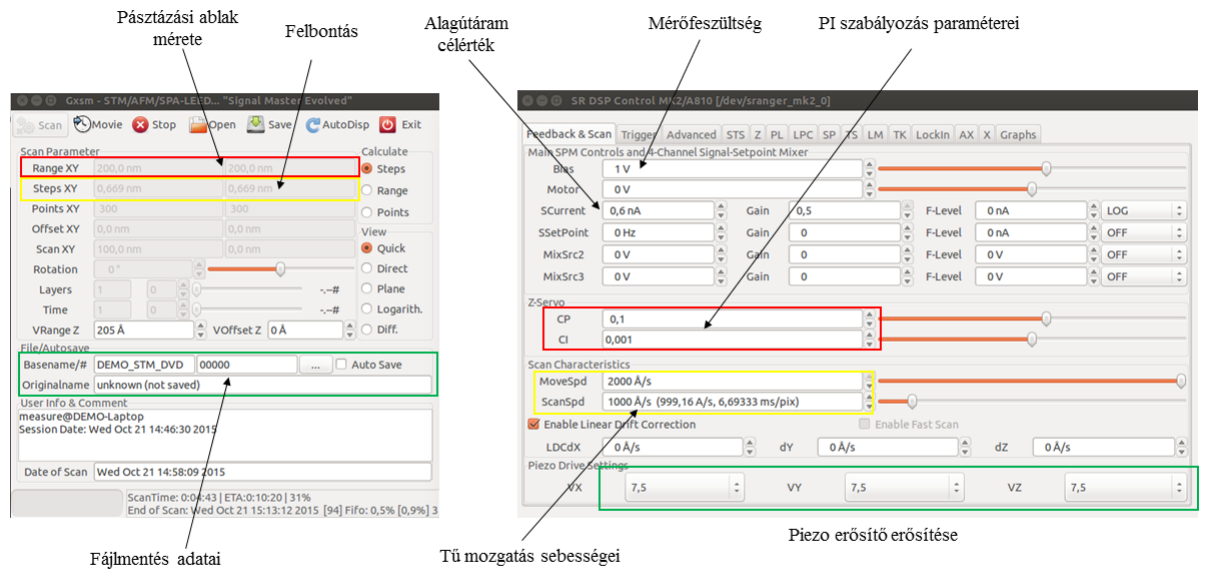 Pásztázási ablak
mérete
Felbontás
Alagútáram
célérték
Mérőfeszültség
PI szabályozás paraméterei
Gxsm - STM/AFM/SPA-LEED... "Signal Master Evolved"
Scan Movie Stop Open Save AutoDisp Exit
Scan Parameter Calculate
Range XY 200,0 nm 200,0 nm Steps
Steps XY 0,669 nm 0,669 nm Range
Points XY 300 300 Points
Offset XY 0,0 nm 0,0 nm View
Scan XY 100,0 nm 0,0 nm Quick
Rotation 0° Direct
Layers 1 0 -,--# Plane
Time 1 0 -,--# Logarith.
VRange Z 205 Å VOffset Z 0 Å Diff.
File/Autosave
Basename/# DEMO_STM_DVD 00000 ... Auto Save
Originalname unknown (not saved)
User Info & Comment
measure@DEMO-Laptop
Session Date: Wed Oct 21 14:46:30 2015
Date of Scan Wed Oct 21 14:58:09 2015
ScanTime: 0:04:43 | ETA:0:10:20 | 31%
End of Scan: Wed Oct 21 15:13:12 2015 [94] Fifo: 0,5% [0,9%] 3
SR DSP Control MK2/A810 [/dev/sranger_mk2_0]
Feedback & Scan Trigger Advanced STS Z PL LPC SP TS LM TK LockIn AX X Graphs
Main SPM Controls and 4-Channel Signal-Setpoint Mixer
Bias 1 V
Motor 0 V
SCurrent 0,6 nA Gain 0,5 F-Level 0 nA LOG
SSetPoint 0 Hz Gain 0 F-Level 0 nA OFF
MixSrc2 0 V Gain 0 F-Level 0 V OFF
MixSrc3 0 V Gain 0 F-Level 0 V OFF
Z-Servo
CP 0,1
CI 0,001
Scan Characteristics
MoveSpd 2000 Å/s
ScanSpd 1000 Å/s (999,16 A/s, 6,69333 ms/pix)
Enable Linear Drift Correction Enable Fast Scan
LDCdX 0 Å/s dY 0 Å/s dZ 0 Å/s
Piezo Drive Settings
VX 7,5 VY 7,5 VZ 7,5
Fájlmentés adatai
Tű mozgatás sebességei
Piezo erősítő erősítése